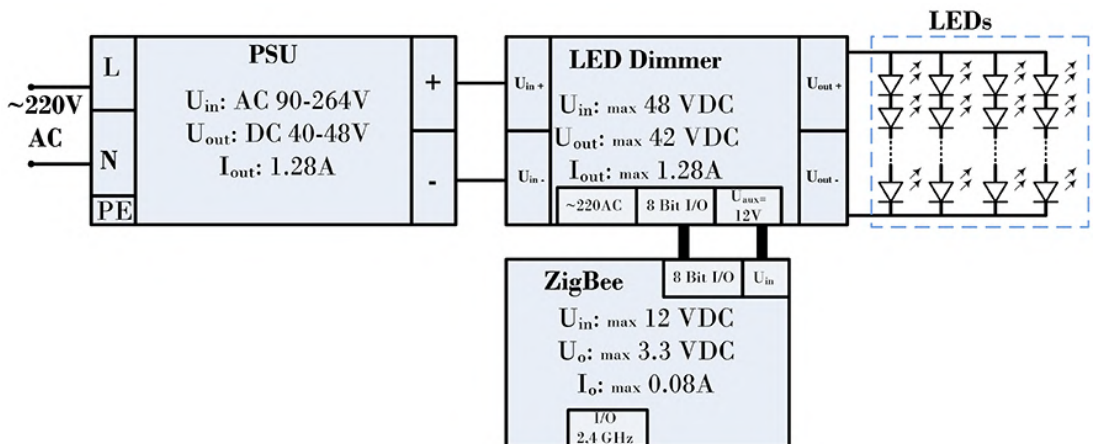 LEDs
~220V
AC
L
N
PE
PSU
Uin: AC 90-264V
Uout: DC 40-48V
Iout: 1.28A
+
-
Uin +
Uin -
LED Dimmer
Uin: max 48 VDC
Uout: max 42 VDC
Iout: max 1.28A
~220AC
8 Bit I/O
Uaux=
12V
Uout +
Uout -
ZigBee
8 Bit I/O
Uin
Uin: max 12 VDC
Uo: max 3.3 VDC
Io: max 0.08A
I/O
2,4 GHz